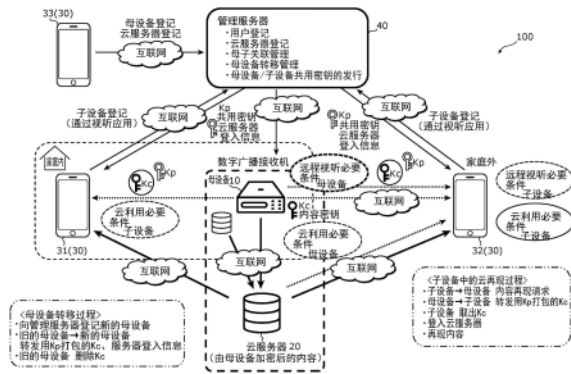 33(30)
母设备登记
云服务器登记
互联网
管理服务器
・用户登记
・云服务器登记
・母子关联管理
・母设备转移管理
・母设备/子设备共用密钥的发行
40
100
互联网
互联网
互联网
子设备登记
(通过视听应用)
Kp
共用密钥
云服务器
登入信息
Kp
共用密钥
云服务器
登入信息
子设备登记
(通过视听应用)
家庭内
Kp
Kc
数字广播接收机
母设备10
远程视听必要
条件
母设备
Kc
Kp
家庭外
远程视听必要
条件
子设备
互联网
云利用必要
条件
子设备
Kc
内容密钥
云利用必要
条件
母设备
云利用必要
条件
子设备
31(30)
32(30)
互联网
互联网
互联网
<母设备转移过程>
・向管理服务器登记新的母设备
・旧的母设备→新的母设备
转发用Kp打包的Kc、服务器登入信息
・旧的母设备 删除Kc
云服务器20
(由母设备加密后的内容)
<子设备中的云再现过程>
・子设备→母设备 内容再现请求
・母设备→子设备 转发用Kp打包的Kc
・子设备 取出Kc
・登入云服务器
・再现内容